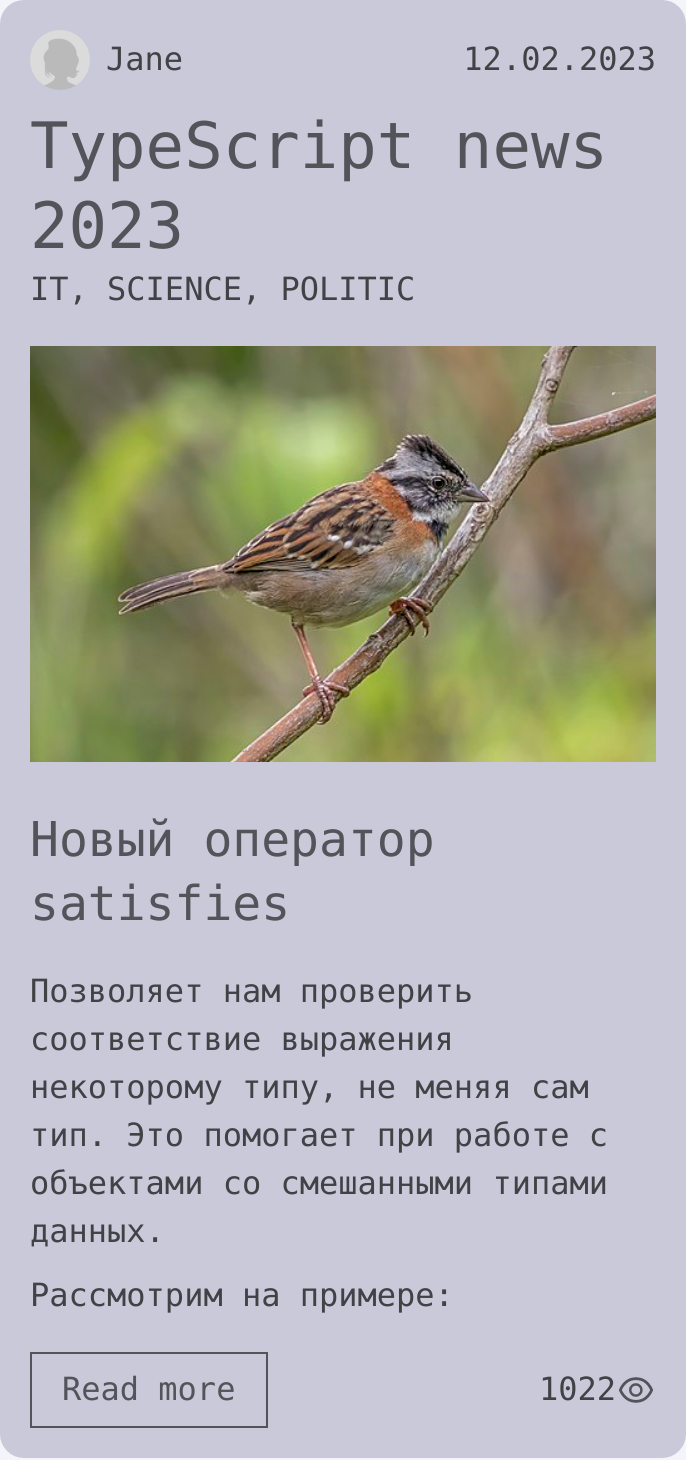 Jane 12.02.2023
TypeScript news
2023
IT, SCIENCE, POLITIC
Новый оператор
satisfies
Позволяет нам проверить
соответствие выражения
некоторому типу, не меняя сам
тип. Это помогает при работе с
объектами со смешанными типами
данных.
Рассмотрим на примере:
Read more 1022